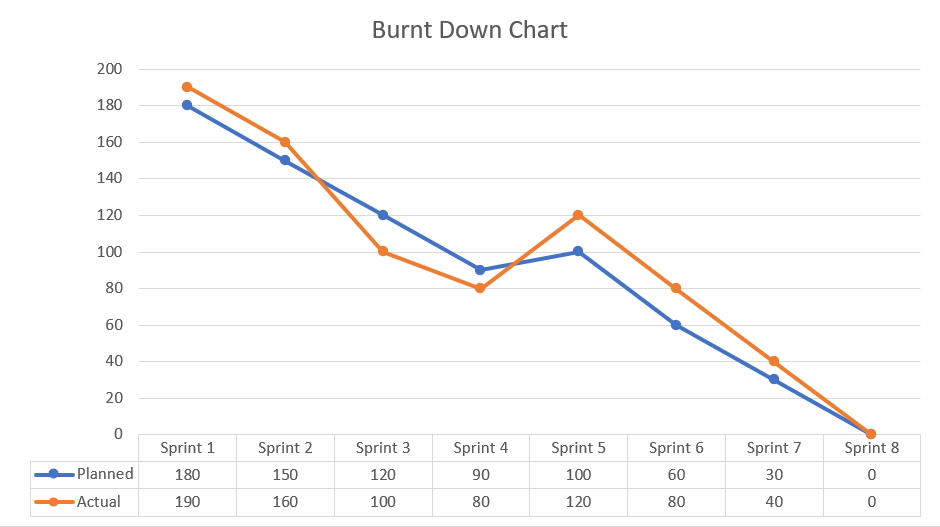 Burnt Down Chart
200
180
160
140
120
100
80
60
40
20
0
Sprint 1 Sprint 2 Sprint 3 Sprint 4 Sprint 5 Sprint 6 Sprint 7 Sprint 8
Planned 180 150 120 90 100 60 30 0
Actual 190 160 100 80 120 80 40 0